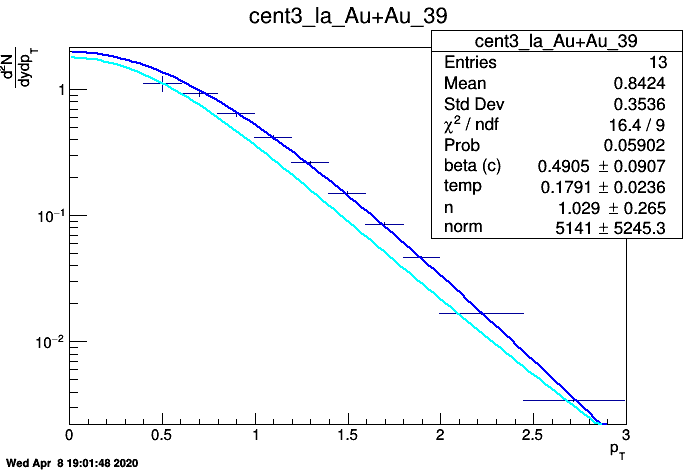 cent3_la_Au+Au_39
d²N
dydp_T
cent3_la_Au+Au_39
Entries 13
Mean 0.8424
Std Dev 0.3536
χ² / ndf 16.4 / 9
Prob 0.05902
beta (c) 0.4905 ± 0.0907
temp 0.1791 ± 0.0236
n 1.029 ± 0.265
norm 5141 ± 5245.3
1
10⁻¹
10⁻²
0 0.5 1 1.5 2 2.5 3
p_T
Wed Apr 8 19:01:48 2020